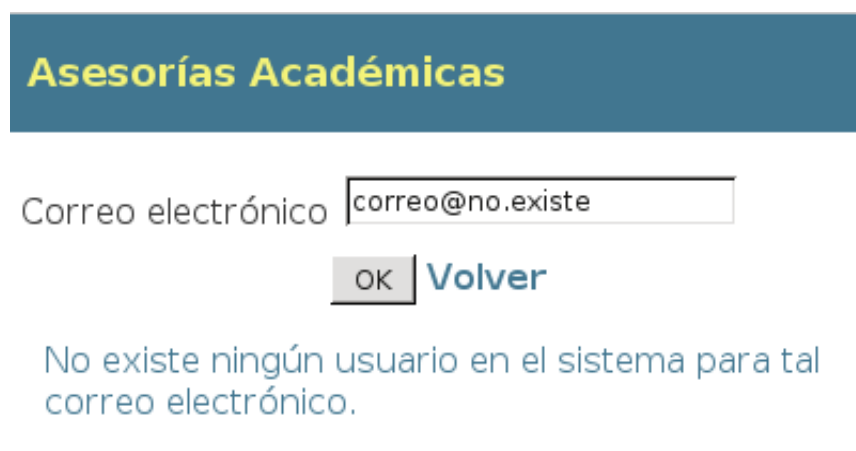 Asesorías Académicas
Correo electrónico correo@no.existe
OK Volver
No existe ningún usuario en el sistema para tal
correo electrónico.